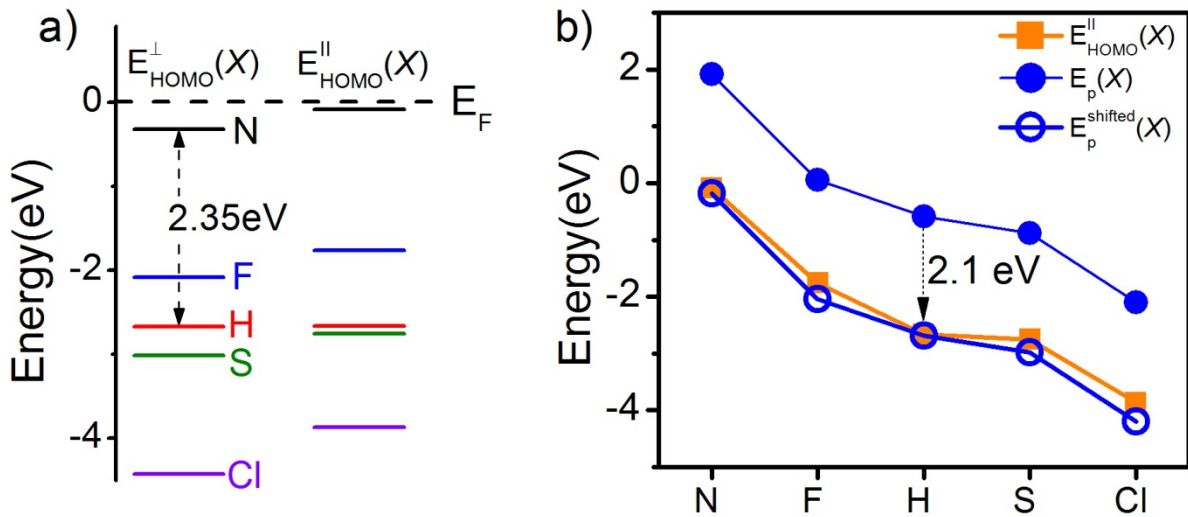 a)
E⊥HOMO(X)
E||HOMO(X)
0
-2
-4
Energy(eV)
EF
N
2.35eV
F
H
S
Cl
b)
E||HOMO(X)
Ep(X)
Epshifted(X)
2
0
-2
-4
Energy(eV)
2.1 eV
N F H S Cl